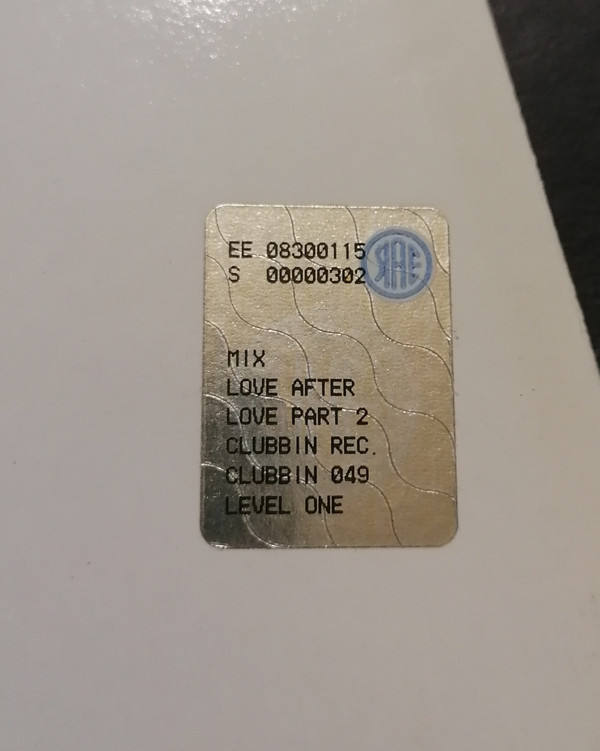 EE 08300115
S 00000302
MIX
LOVE AFTER
LOVE PART 2
CLUBBIN REC.
CLUBBIN 049
LEVEL ONE